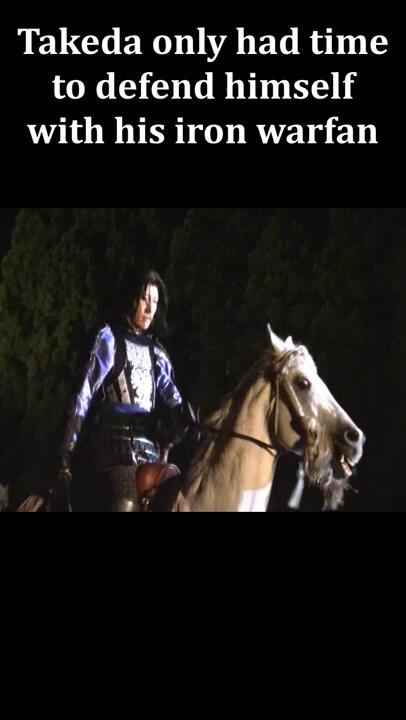 Takeda only had time
to defend himself
with his iron warfan